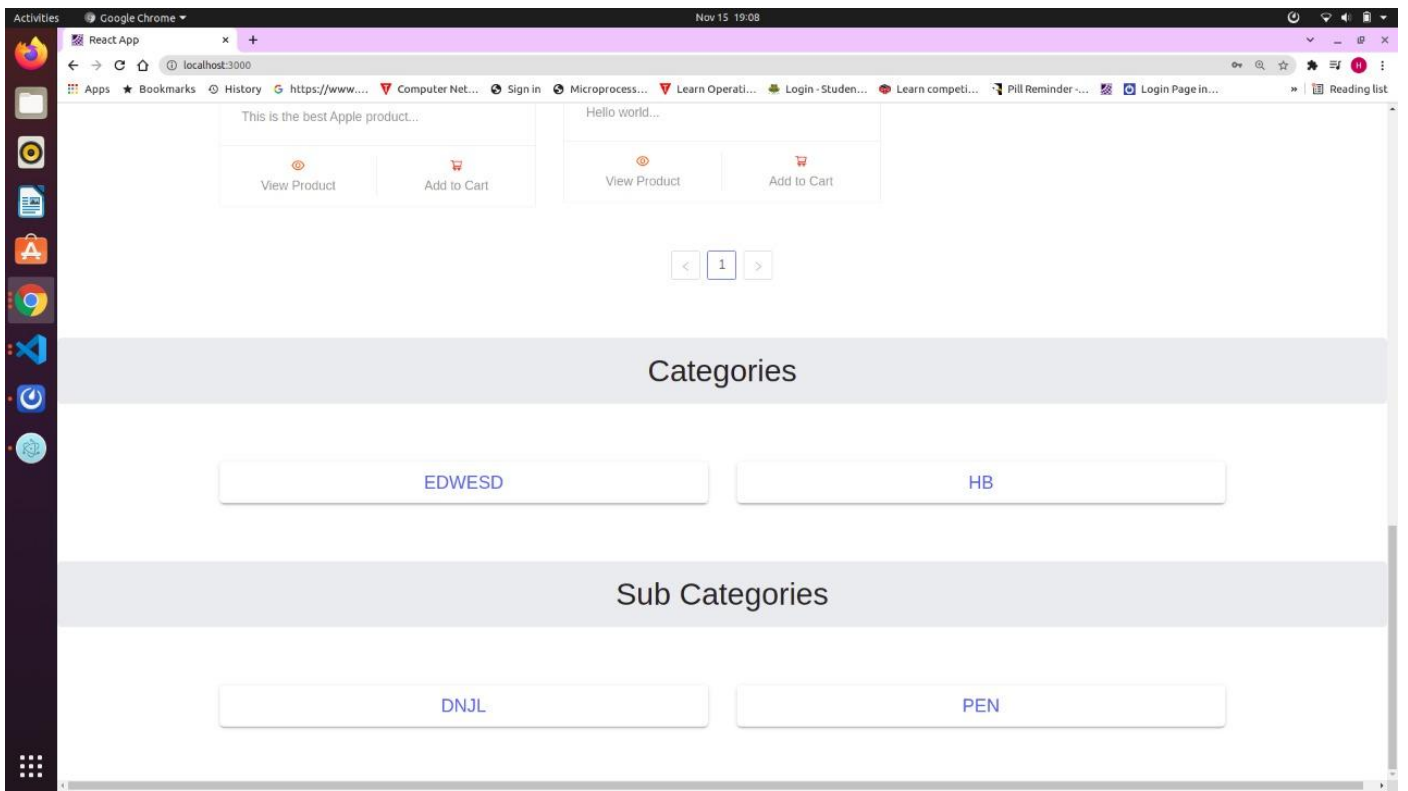 Activities Google Chrome Nov 15 19:08
React App
localhost:3000
Apps Bookmarks History https://www.... Computer Net... Sign in Microprocess... Learn Operati... Login - Studen... Learn competi... Pill Reminder -... Login Page in... » Reading list
This is the best Apple product... Hello world...
View Product Add to Cart View Product Add to Cart
< 1 >
Categories
EDWESD HB
Sub Categories
DNJL PEN